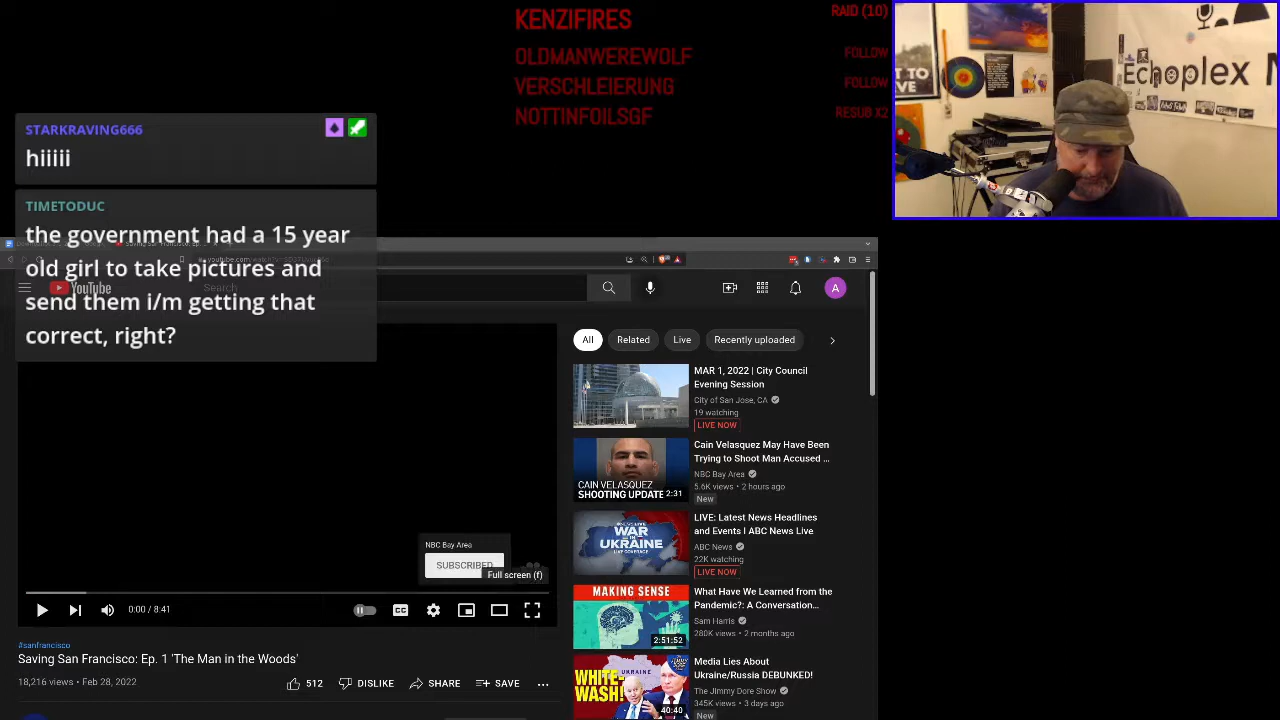 KENZIFIRES
RAID (10)
OLDMANWEREWOLF
FOLLOW
VERSCHLEIERUNG
FOLLOW
NOTTINFOILSGF
RESUB X2
STARKRAVING666
hiiiii
TIMETODUC
the government had a 15 year
old girl to take pictures and
send them i/m getting that
correct, right?
Echoplex M
YouTube
Search
A
All
Related
Live
Recently uploaded
MAR 1, 2022 | City Council
Evening Session
City of San Jose, CA
19 watching
LIVE NOW
CAIN VELASQUEZ
SHOOTING UPDATE
2:31
Cain Velasquez May Have Been
Trying to Shoot Man Accused ...
NBC Bay Area
5.6K views • 2 hours ago
New
WAR IN
UKRAINE
LIVE: Latest News Headlines
and Events l ABC News Live
ABC News
22K watching
LIVE NOW
MAKING SENSE
2:51:52
What Have We Learned from the
Pandemic?: A Conversation...
Sam Harris
280K views • 2 months ago
UKRAINE
WHITE-
WASH!
40:40
Media Lies About
Ukraine/Russia DEBUNKED!
The Jimmy Dore Show
345K views • 3 days ago
New
NBC Bay Area
SUBSCRIBED
Full screen (f)
0:00 / 8:41
CC
#sanfrancisco
Saving San Francisco: Ep. 1 'The Man in the Woods'
18,216 views • Feb 28, 2022
512
DISLIKE
SHARE
SAVE